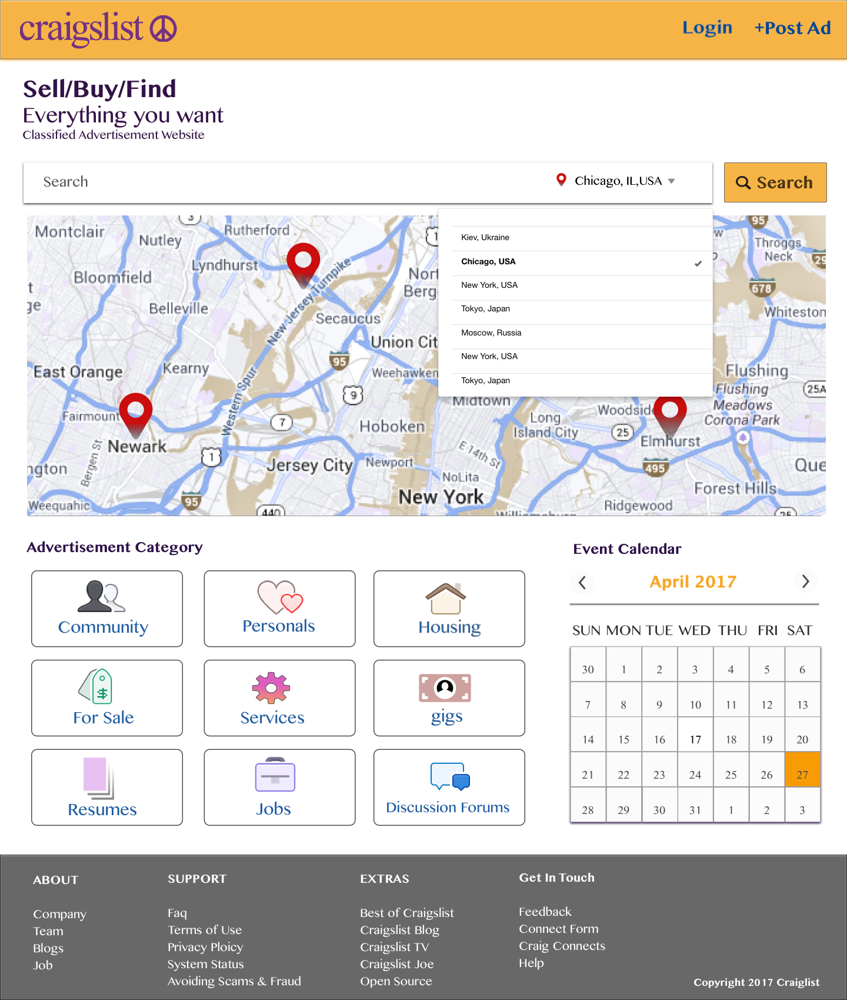 craigslist
Login +Post Ad
Sell/Buy/Find
Everything you want
Classified Advertisement Website
Search
Chicago, IL,USA
Search
Kiev, Ukraine
Chicago, USA
New York, USA
Tokyo, Japan
Moscow, Russia
New York, USA
Tokyo, Japan
3
Montclair
Nutley
Rutherford
1
95
Throggs
Neck
29
Lyndhurst
Bloomfield
New Jersey Turnpike
678
Belleville
Secaucus
Whiteston
Union Cit
95
East Orange
Kearny
Weehawken
Flushing
Western Spur
9
Flushing
Meadows
Corona Park
25A
Midtown
Woodside
Fairmount
7
Hoboken
Long
Island City
25
Elmhurst
Newark
Bergen St
1
Jersey City
Newport
E 14th St
495
Que
ngton
NoLita
New York
Forest Hills
Weequahic
95
440
Ridgewood
25
Advertisement Category
Community
Personals
Housing
For Sale
Services
gigs
Resumes
Jobs
Discussion Forums
Event Calendar
April 2017
SUN MON TUE WED THU FRI SAT
30 1 2 3 4 5 6
7 8 9 10 11 12 13
14 15 16 17 18 19 20
21 22 23 24 25 26 27
28 29 30 31 1 2 3
ABOUT
Company
Team
Blogs
Job
SUPPORT
Faq
Terms of Use
Privacy Ploicy
System Status
Avoiding Scams & Fraud
EXTRAS
Best of Craigslist
Craigslist Blog
Craigslist TV
Craigslist Joe
Open Source
Get In Touch
Feedback
Connect Form
Craig Connects
Help
Copyright 2017 Craiglist